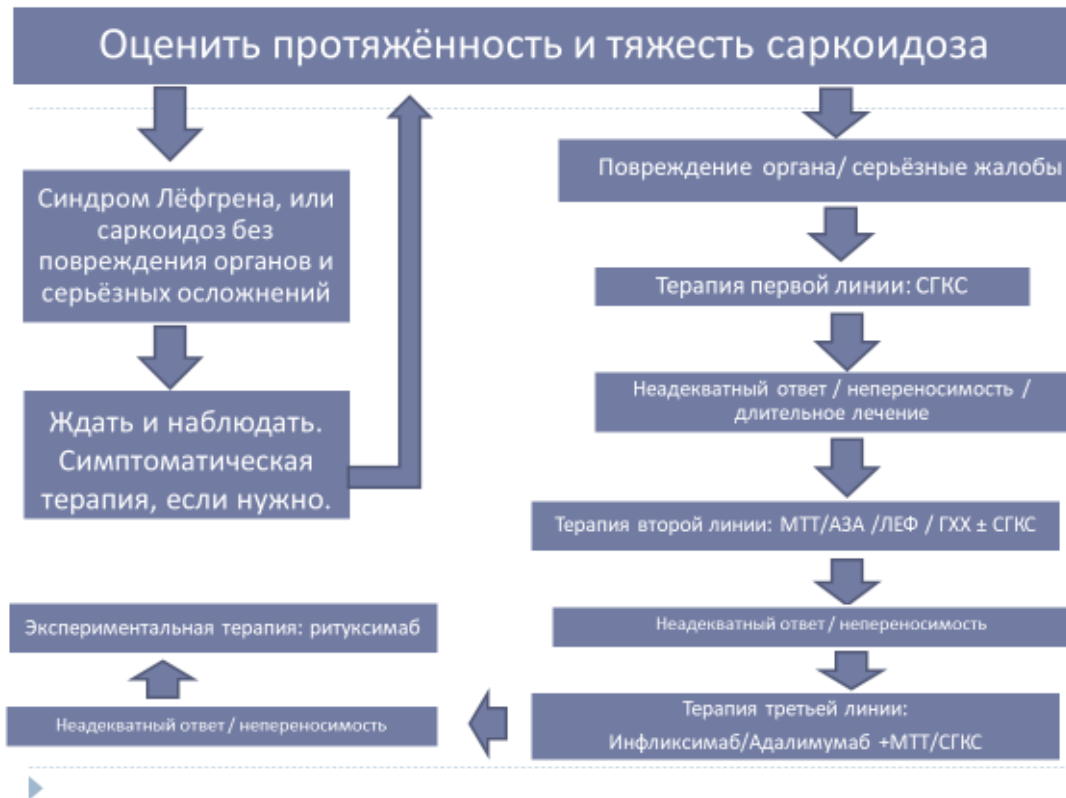 Оценить протяжённость и тяжесть саркоидоза
Синдром Лёфгрена, или
саркоидоз без
повреждения органов и
серьёзных осложнений
Ждать и наблюдать.
Симптоматическая
терапия, если нужно.
Повреждение органа/ серьёзные жалобы
Терапия первой линии: СГКС
Неадекватный ответ / непереносимость /
длительное лечение
Терапия второй линии: МТТ/АЗА /ЛЕФ / ГХХ ± СГКС
Неадекватный ответ / непереносимость
Терапия третьей линии:
Инфликсимаб/Адалимумаб +МТТ/СГКС
Неадекватный ответ / непереносимость
Экспериментальная терапия: ритуксимаб